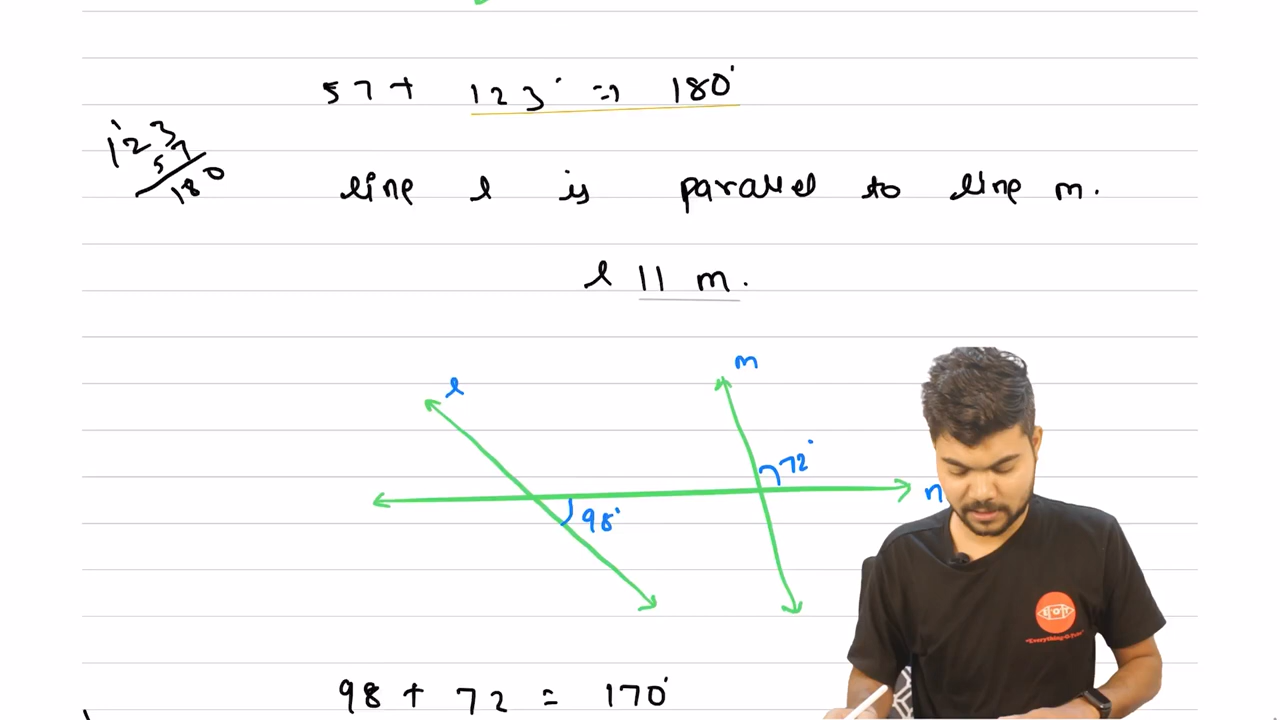 57 + 123° => 180°
123
57
180
line l is parallel to line m.
l || m.
m
l
72°
n
98°
98 + 72 = 170°